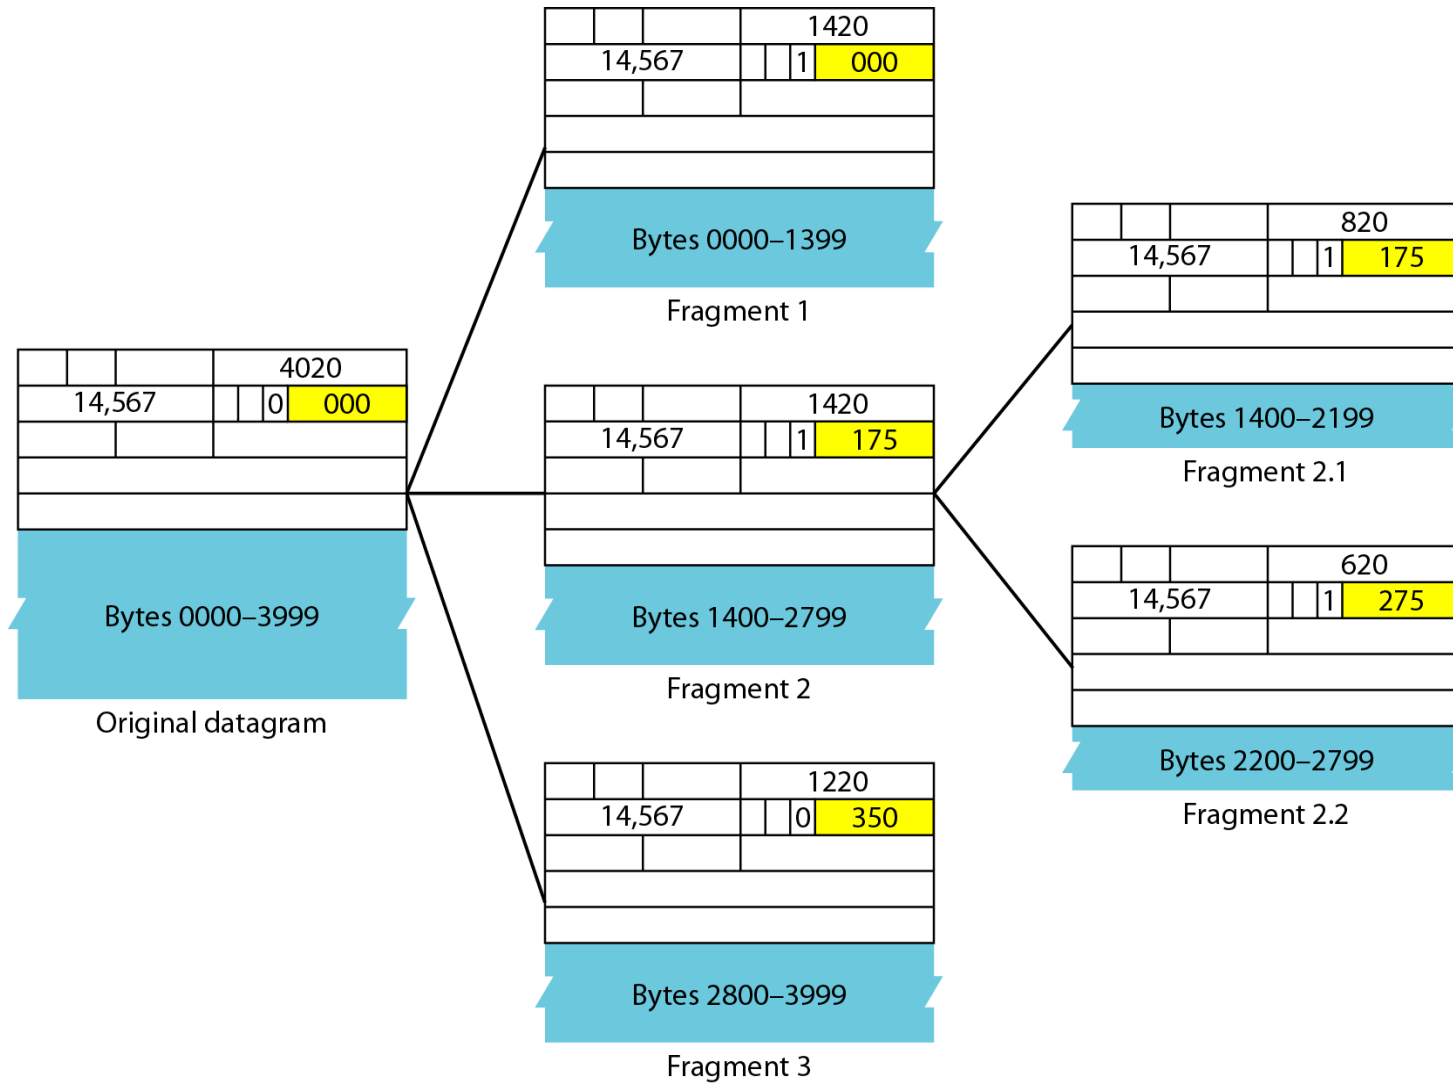 4020
14,567 0 000
Bytes 0000–3999
Original datagram
1420
14,567 1 000
Bytes 0000–1399
Fragment 1
1420
14,567 1 175
Bytes 1400–2799
Fragment 2
1220
14,567 0 350
Bytes 2800–3999
Fragment 3
820
14,567 1 175
Bytes 1400–2199
Fragment 2.1
620
14,567 1 275
Bytes 2200–2799
Fragment 2.2